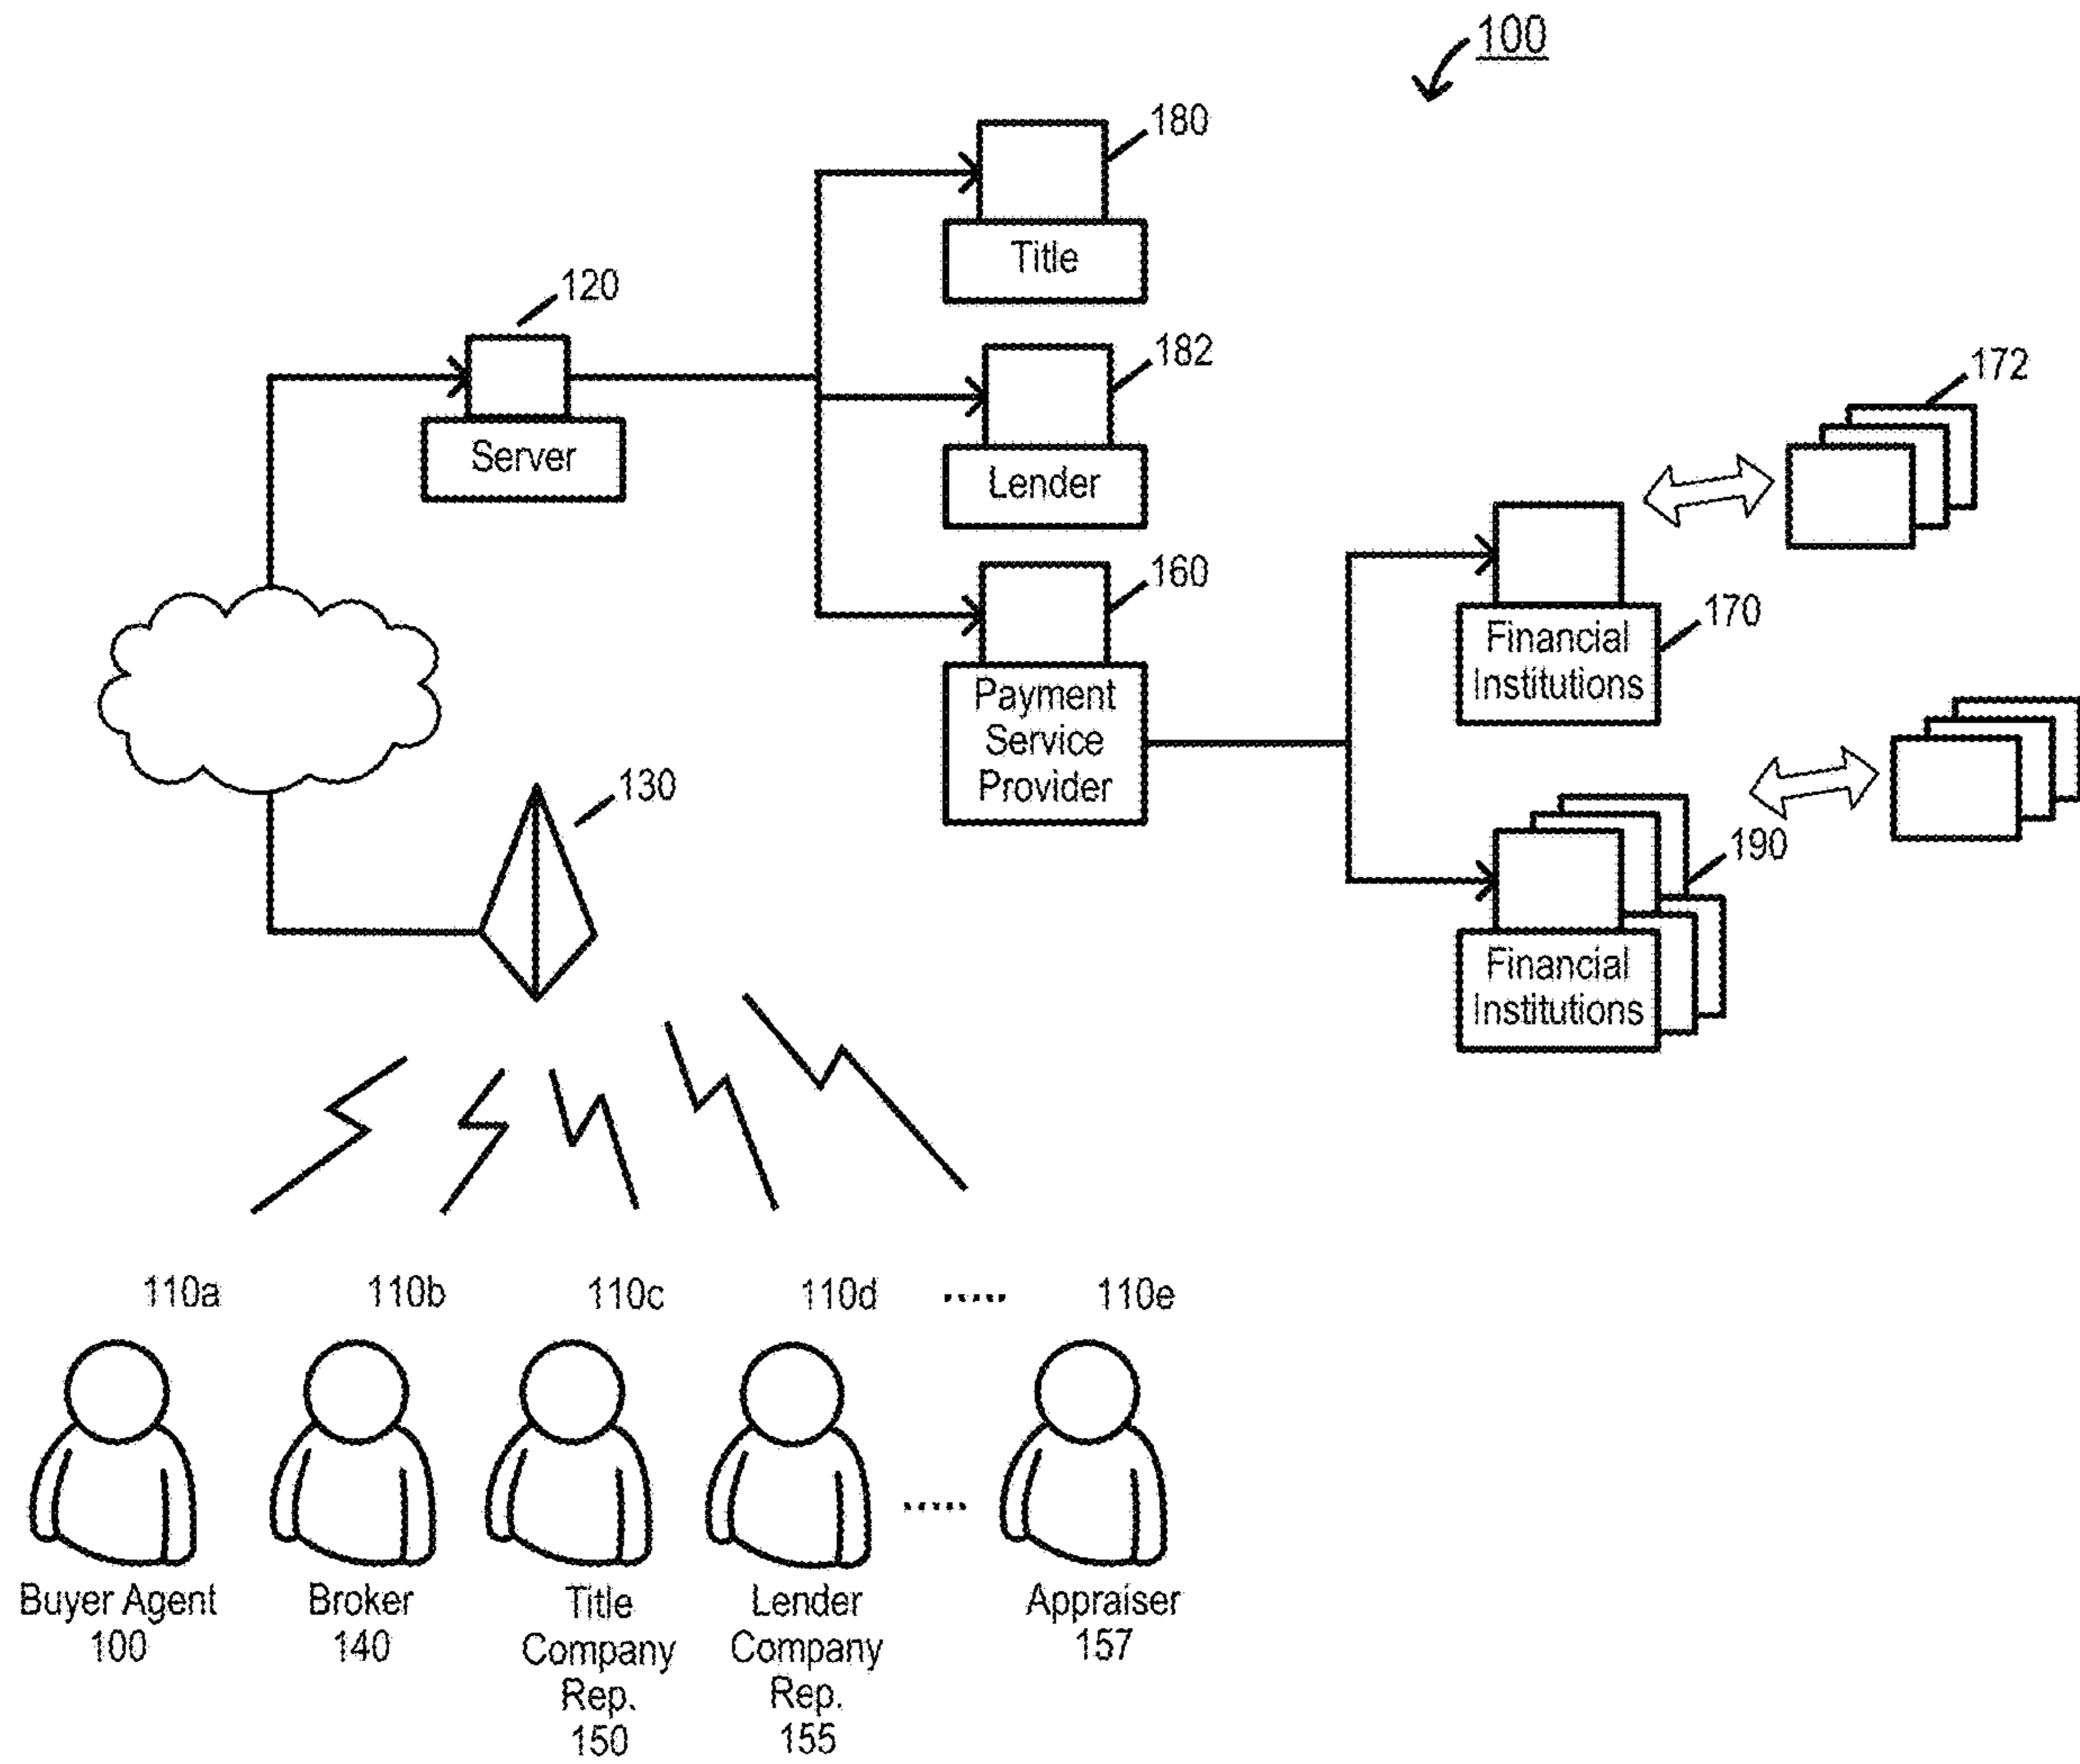 100
180
Title
120
Server
182
Lender
172
160
Payment
Service
Provider
170
Financial
Institutions
130
190
Financial
Institutions
110a 110b 110c 110d ..... 110e
.....
Buyer Agent
100
Broker
140
Title
Company
Rep.
150
Lender
Company
Rep.
155
Appraiser
157